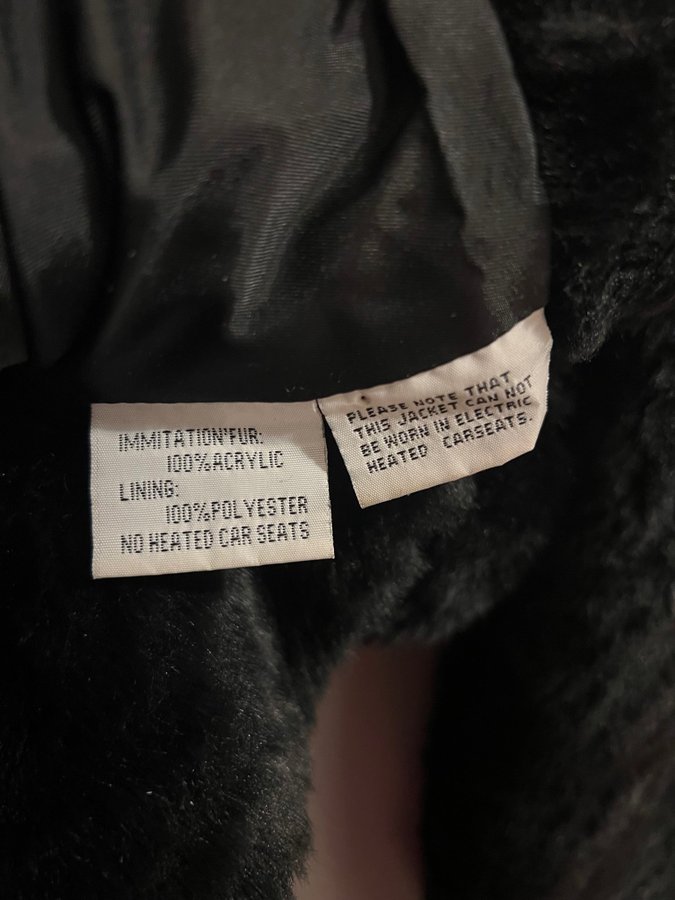 IMMITATION'FUR:
100%ACRYLIC
LINING:
100%POLYESTER
NO HEATED CAR SEATS
PLEASE NOTE THAT
THIS JACKET CAN NOT
BE WORN IN ELECTRIC
HEATED CARSEATS.